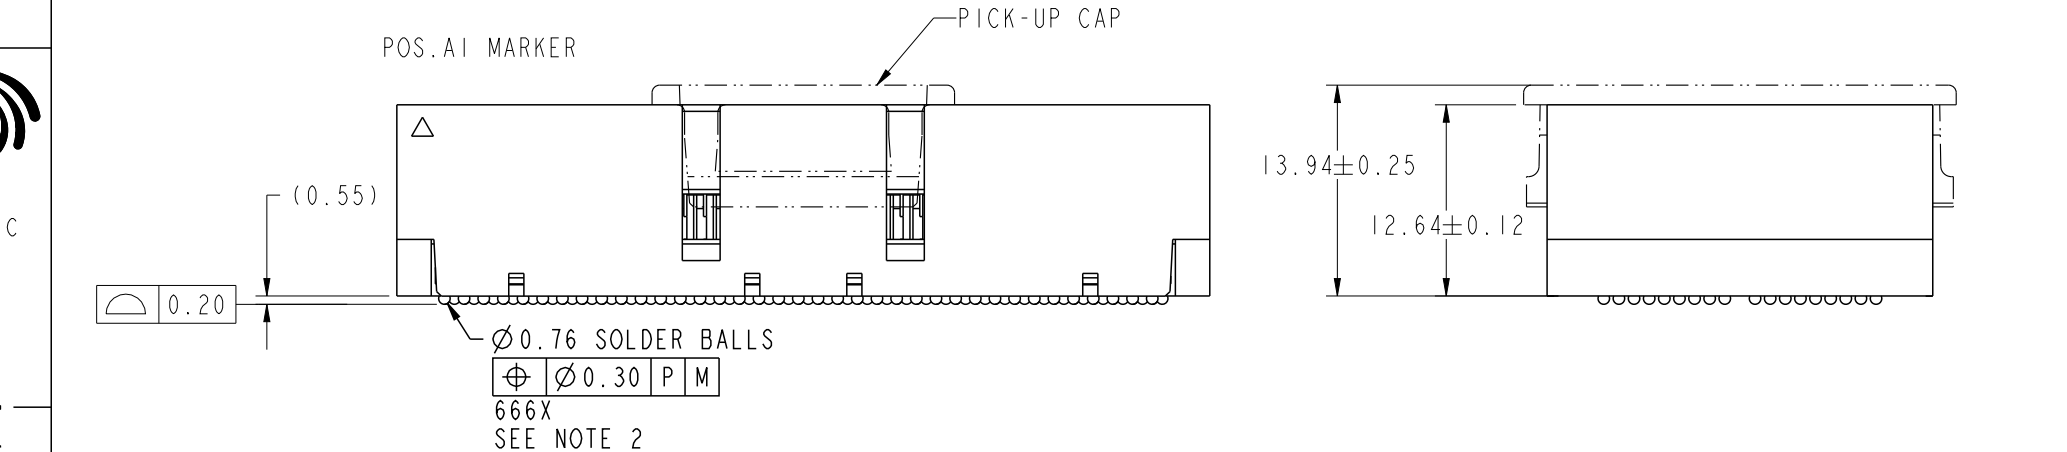 PICK-UP CAP
POS.A1 MARKER
13.94±0.25
(0.55)
12.64±0.12
C
0.20
Ø0.76 SOLDER BALLS
Ø0.30 P M
666X
SEE NOTE 2